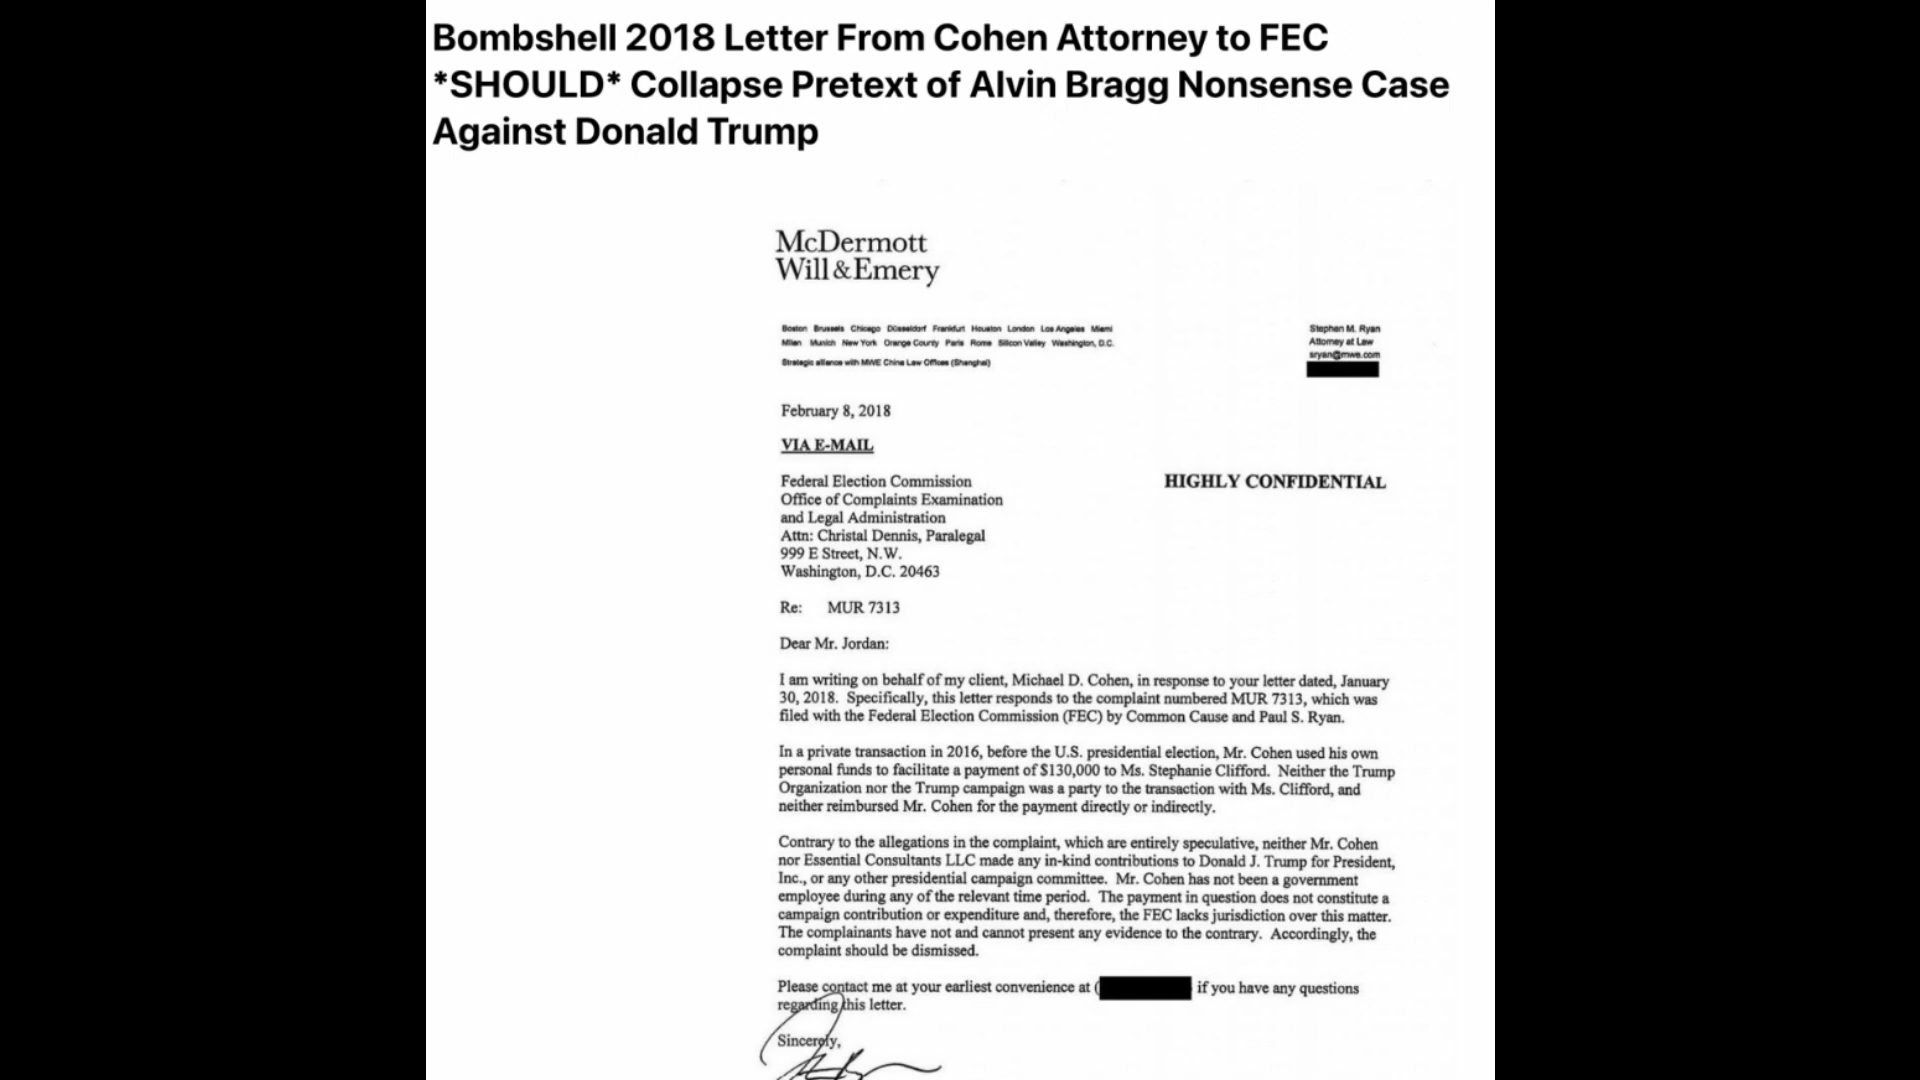 Bombshell 2018 Letter From Cohen Attorney to FEC
*SHOULD* Collapse Pretext of Alvin Bragg Nonsense Case
Against Donald Trump
McDermott
Will & Emery
Boston Brussels Chicago Düsseldorf Frankfurt Houston London Los Angeles Miami
Milan Munich New York Orange County Paris Rome Silicon Valley Washington, D.C.
Strategic alliance with MWE China Law Offices (Shanghai)
Stephen M. Ryan
Attorney at Law
sryan@mwe.com
February 8, 2018
VIA E-MAIL
Federal Election Commission
Office of Complaints Examination
and Legal Administration
Attn: Christal Dennis, Paralegal
999 E Street, N.W.
Washington, D.C. 20463
HIGHLY CONFIDENTIAL
Re: MUR 7313
Dear Mr. Jordan:
I am writing on behalf of my client, Michael D. Cohen, in response to your letter dated, January
30, 2018. Specifically, this letter responds to the complaint numbered MUR 7313, which was
filed with the Federal Election Commission (FEC) by Common Cause and Paul S. Ryan.
In a private transaction in 2016, before the U.S. presidential election, Mr. Cohen used his own
personal funds to facilitate a payment of $130,000 to Ms. Stephanie Clifford. Neither the Trump
Organization nor the Trump campaign was a party to the transaction with Ms. Clifford, and
neither reimbursed Mr. Cohen for the payment directly or indirectly.
Contrary to the allegations in the complaint, which are entirely speculative, neither Mr. Cohen
nor Essential Consultants LLC made any in-kind contributions to Donald J. Trump for President,
Inc., or any other presidential campaign committee. Mr. Cohen has not been a government
employee during any of the relevant time period. The payment in question does not constitute a
campaign contribution or expenditure and, therefore, the FEC lacks jurisdiction over this matter.
The complainants have not and cannot present any evidence to the contrary. Accordingly, the
complaint should be dismissed.
Please contact me at your earliest convenience at ( if you have any questions
regarding this letter.
Sincerely,